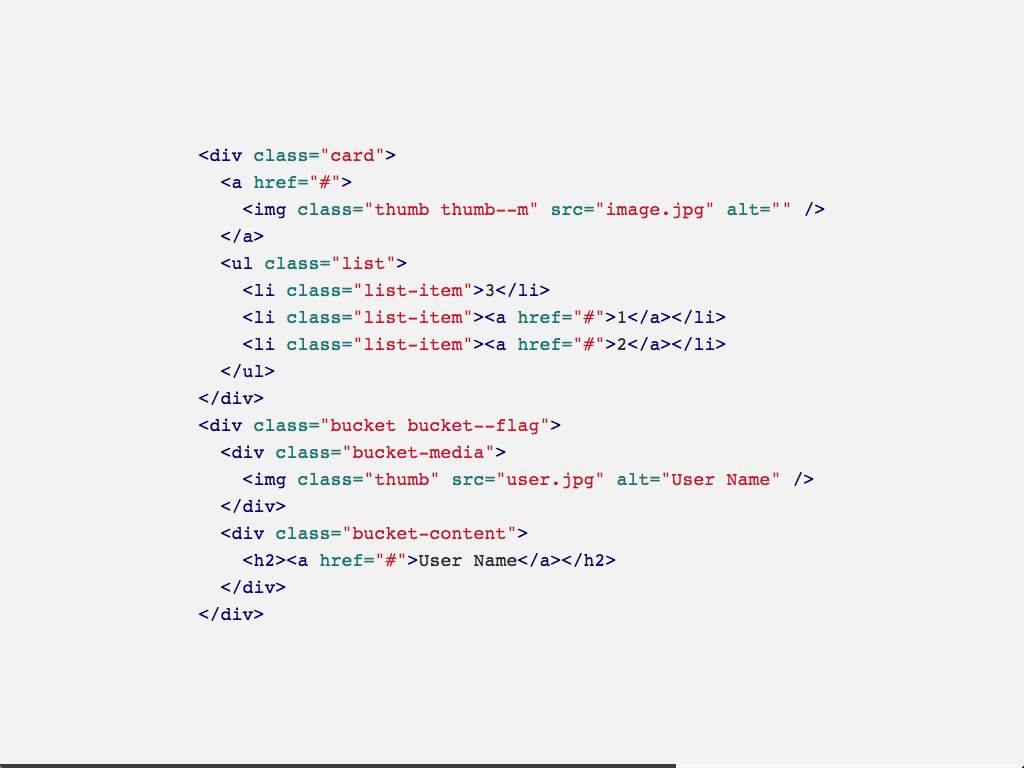 <div class="card">
  <a href="#">
    <img class="thumb thumb--m" src="image.jpg" alt="" />
  </a>
  <ul class="list">
    <li class="list-item">3</li>
    <li class="list-item"><a href="#">1</a></li>
    <li class="list-item"><a href="#">2</a></li>
  </ul>
</div>
<div class="bucket bucket--flag">
  <div class="bucket-media">
    <img class="thumb" src="user.jpg" alt="User Name" />
  </div>
  <div class="bucket-content">
    <h2><a href="#">User Name</a></h2>
  </div>
</div>